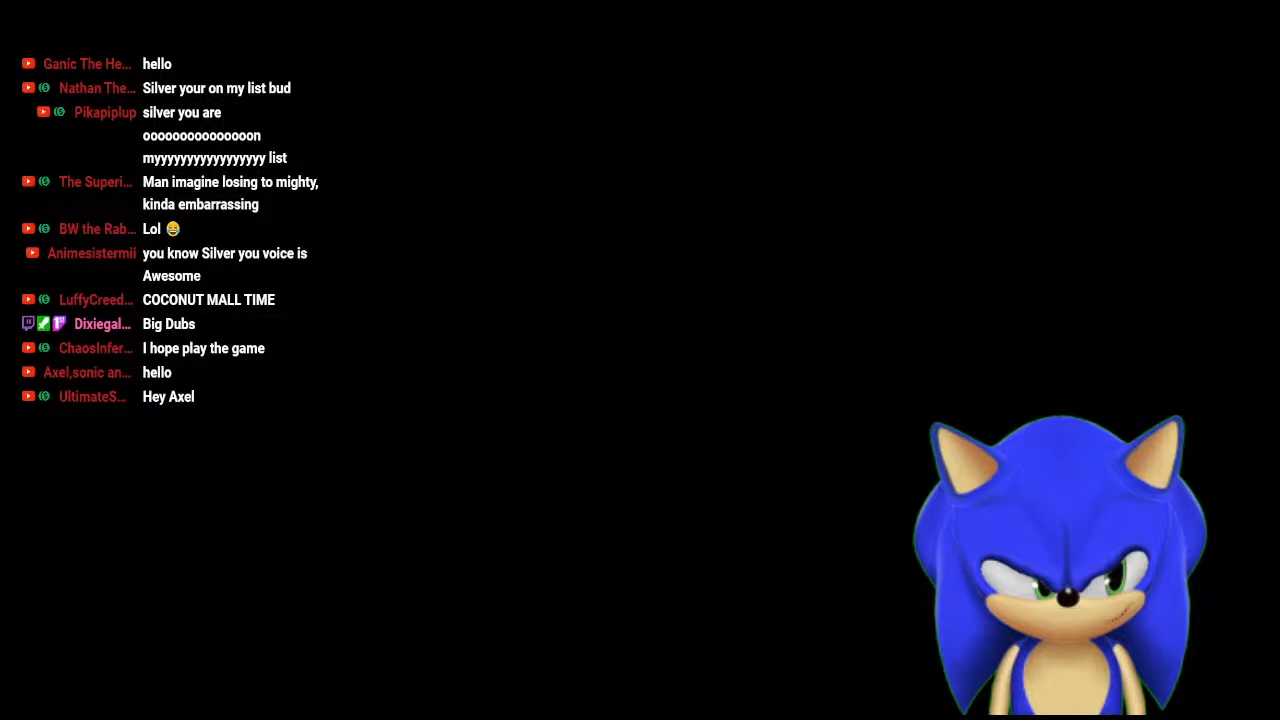 Ganic The He... hello
Nathan The... Silver your on my list bud
Pikapiplup silver you are
ooooooooooooooon
myyyyyyyyyyyyyyyyy list
The Superi... Man imagine losing to mighty,
kinda embarrassing
BW the Rab... Lol 😂
Animesistermii you know Silver you voice is
Awesome
LuffyCreed... COCONUT MALL TIME
Dixiegal... Big Dubs
ChaosInfer... I hope play the game
Axel,sonic an... hello
UltimateS... Hey Axel